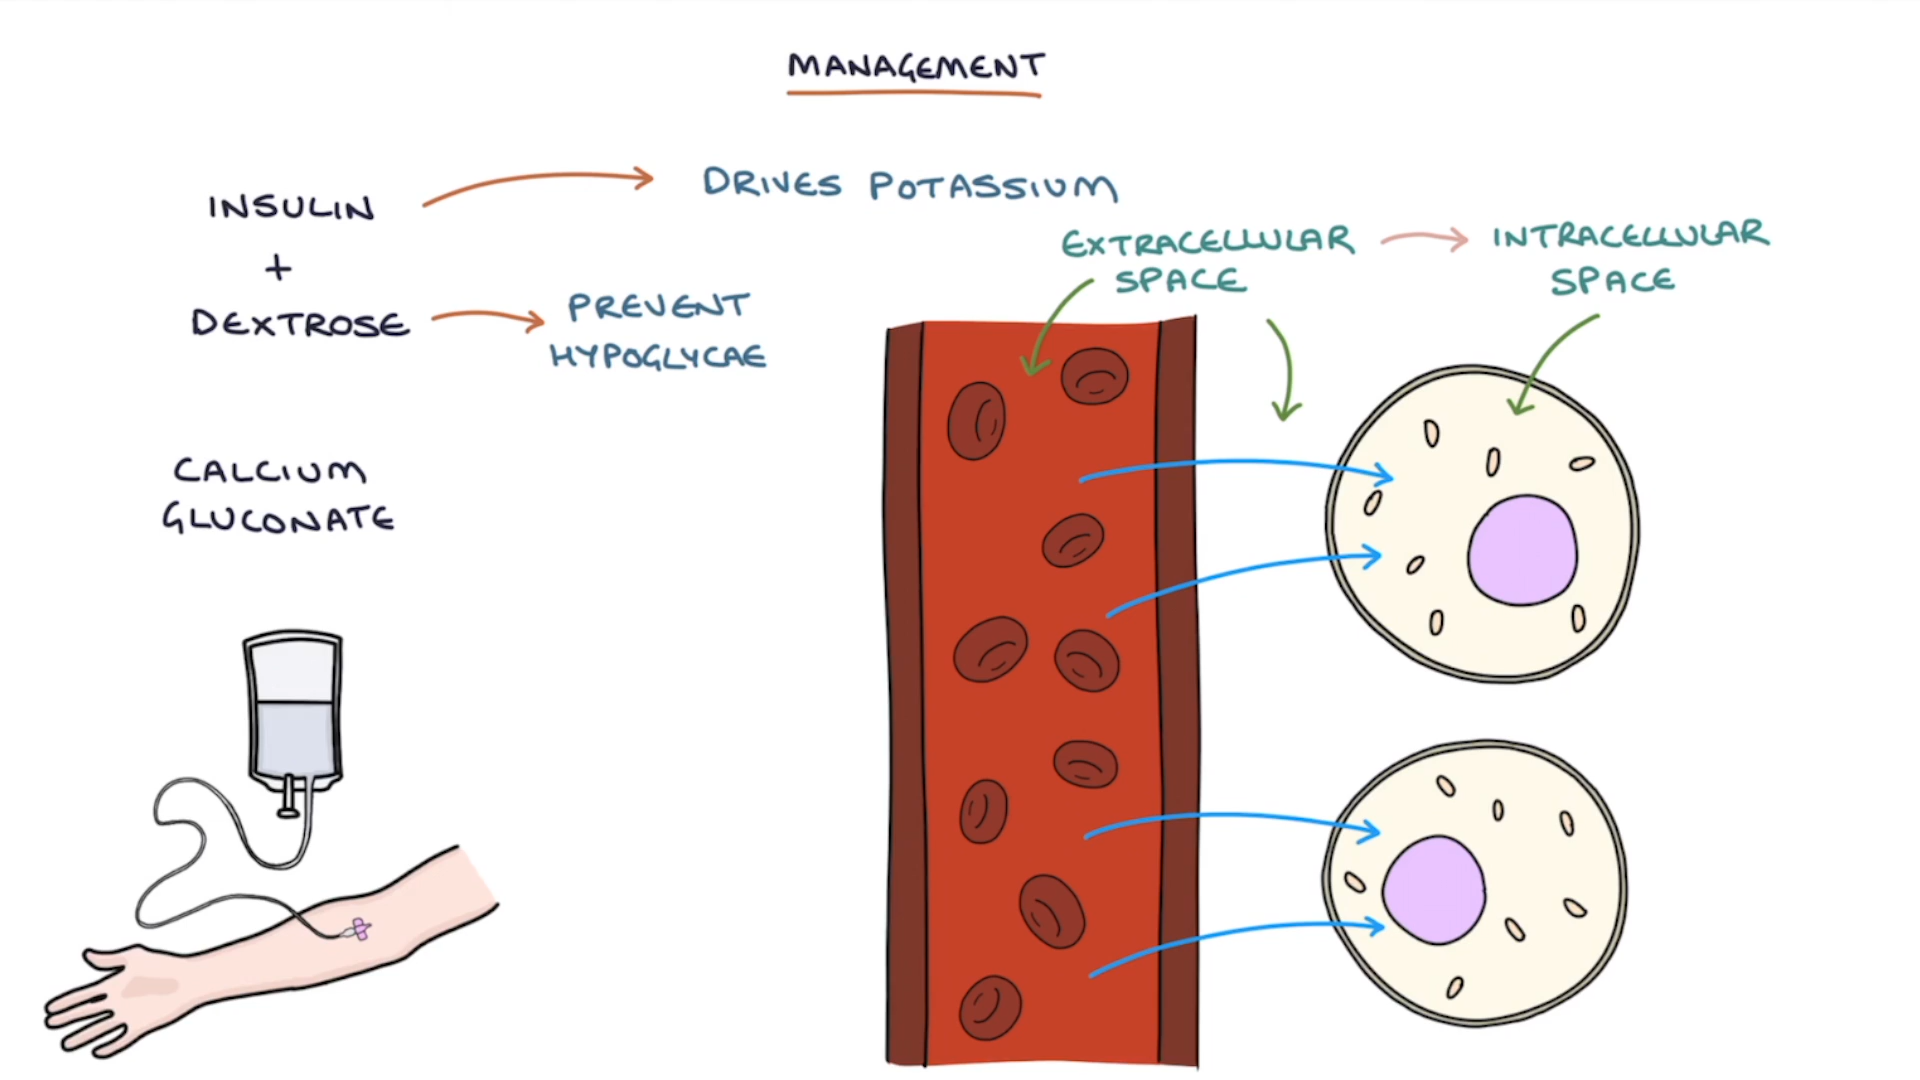 MANAGEMENT
INSULIN
+
DEXTROSE
DRIVES POTASSIUM
EXTRACELLULAR
SPACE
INTRACELLULAR
SPACE
PREVENT
HYPOGLYCAE
CALCIUM
GLUCONATE